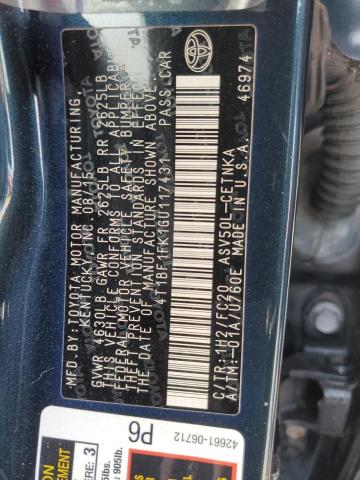 MFD. BY: TOYOTA MOTOR MANUFACTURING,
KENTUCKY, INC. 08/15
GVWR 4630LB GAWR FR 2625LB RR 2625LB
THIS VEHICLE CONFORMS TO ALL APPLICABLE
FEDERAL MOTOR VEHICLE SAFETY, BUMPER, AND
THEFT PREVENTION STANDARDS IN EFFECT
ON THE DATE OF MANUFACTURE SHOWN ABOVE.
4T1BF1FK1GU117431 PASS.CAR
C/TR:1H2/FC20 ASV50L-CETNKA
A/TM:-01A/U760E MADE IN U.S.A. 46974
TOYOTA
P6
42661-06712
3
905lb.